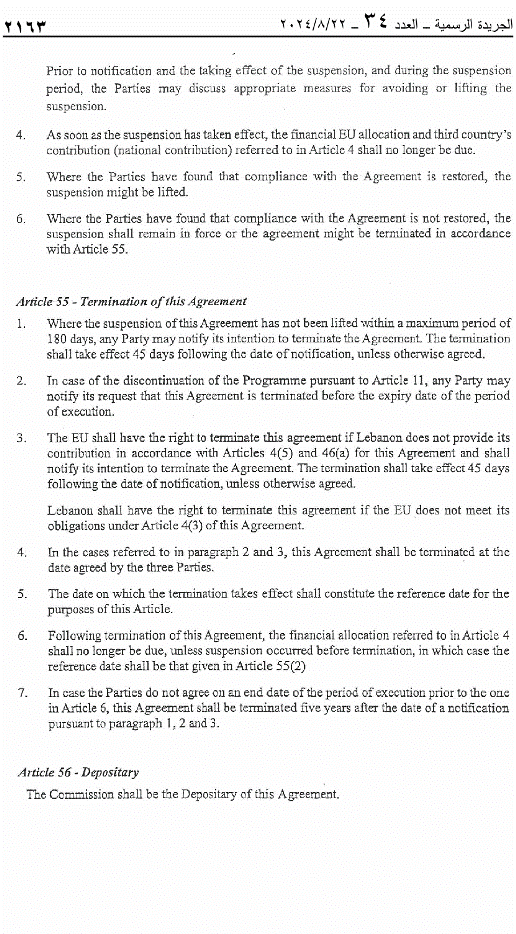 الجريدة الرسمية ــ العدد ٣٤ ــ ٢٠٢٤/٨/٢٢
٢١٦٣
Prior to notification and the taking effect of the suspension, and during the suspension
period, the Parties may discuss appropriate measures for avoiding or lifting the
suspension.
4. As soon as the suspension has taken effect, the financial EU allocation and third country's
contribution (national contribution) referred to in Article 4 shall no longer be due.
5. Where the Parties have found that compliance with the Agreement is restored, the
suspension might be lifted.
6. Where the Parties have found that compliance with the Agreement is not restored, the
suspension shall remain in force or the agreement might be terminated in accordance
with Article 55.
Article 55 - Termination of this Agreement
1. Where the suspension of this Agreement has not been lifted within a maximum period of
180 days, any Party may notify its intention to terminate the Agreement. The termination
shall take effect 45 days following the date of notification, unless otherwise agreed.
2. In case of the discontinuation of the Programme pursuant to Article 11, any Party may
notify its request that this Agreement is terminated before the expiry date of the period
of execution.
3. The EU shall have the right to terminate this agreement if Lebanon does not provide its
contribution in accordance with Articles 4(5) and 46(a) for this Agreement and shall
notify its intention to terminate the Agreement. The termination shall take effect 45 days
following the date of notification, unless otherwise agreed.
Lebanon shall have the right to terminate this agreement if the EU does not meet its
obligations under Article 4(3) of this Agreement.
4. In the cases referred to in paragraph 2 and 3, this Agreement shall be terminated at the
date agreed by the three Parties.
5. The date on which the termination takes effect shall constitute the reference date for the
purposes of this Article.
6. Following termination of this Agreement, the financial allocation referred to in Article 4
shall no longer be due, unless suspension occurred before termination, in which case the
reference date shall be that given in Article 55(2)
7. In case the Parties do not agree on an end date of the period of execution prior to the one
in Article 6, this Agreement shall be terminated five years after the date of a notification
pursuant to paragraph 1, 2 and 3.
Article 56 - Depositary
The Commission shall be the Depositary of this Agreement.